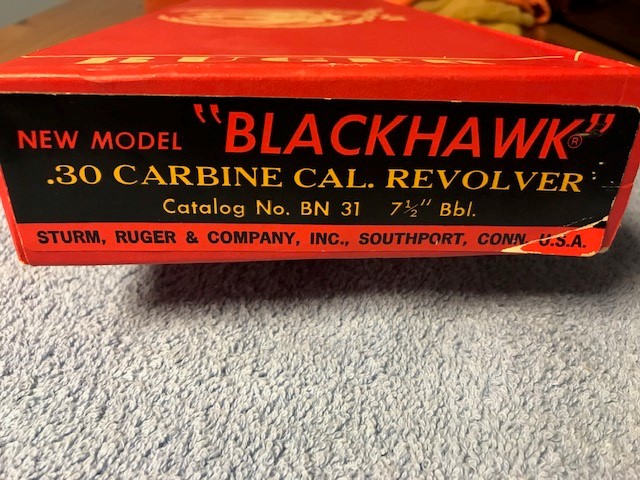 RUGER
NEW MODEL "BLACKHAWK"®
.30 CARBINE CAL. REVOLVER
Catalog No. BN 31 7½" Bbl.
STURM, RUGER & COMPANY, INC., SOUTHPORT, CONN. U.S.A.